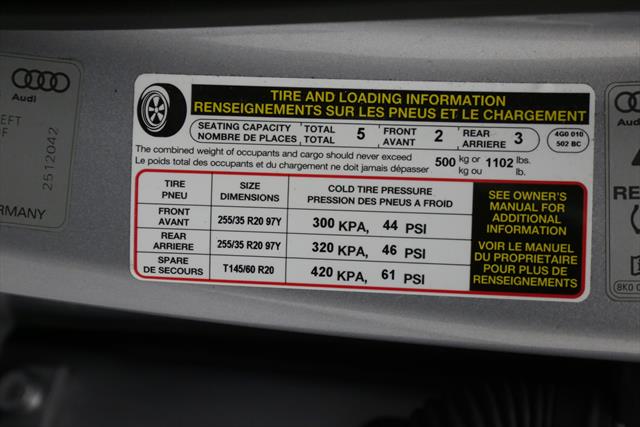 Audi
EFT
F
2512042
RMANY
TIRE AND LOADING INFORMATION
RENSEIGNEMENTS SUR LES PNEUS ET LE CHARGEMENT
SEATING CAPACITY TOTAL 5 FRONT 2 REAR 3
NOMBRE DE PLACES TOTAL AVANT ARRIERE
4G0 010
502 BC
The combined weight of occupants and cargo should never exceed 500 kg or 1102 lbs.
Le poids total des occupants et du chargement ne doit jamais dépasser kg ou lb.
TIRE SIZE COLD TIRE PRESSURE
PNEU DIMENSIONS PRESSION DES PNEUS A FROID
FRONT
AVANT 255/35 R20 97Y 300 KPA, 44 PSI
REAR
ARRIERE 255/35 R20 97Y 320 KPA, 46 PSI
SPARE
DE SECOURS T145/60 R20 420 KPA, 61 PSI
SEE OWNER'S
MANUAL FOR
ADDITIONAL
INFORMATION
VOIR LE MANUEL
DU PROPRIETAIRE
POUR PLUS DE
RENSEIGNEMENTS
Au
8K0